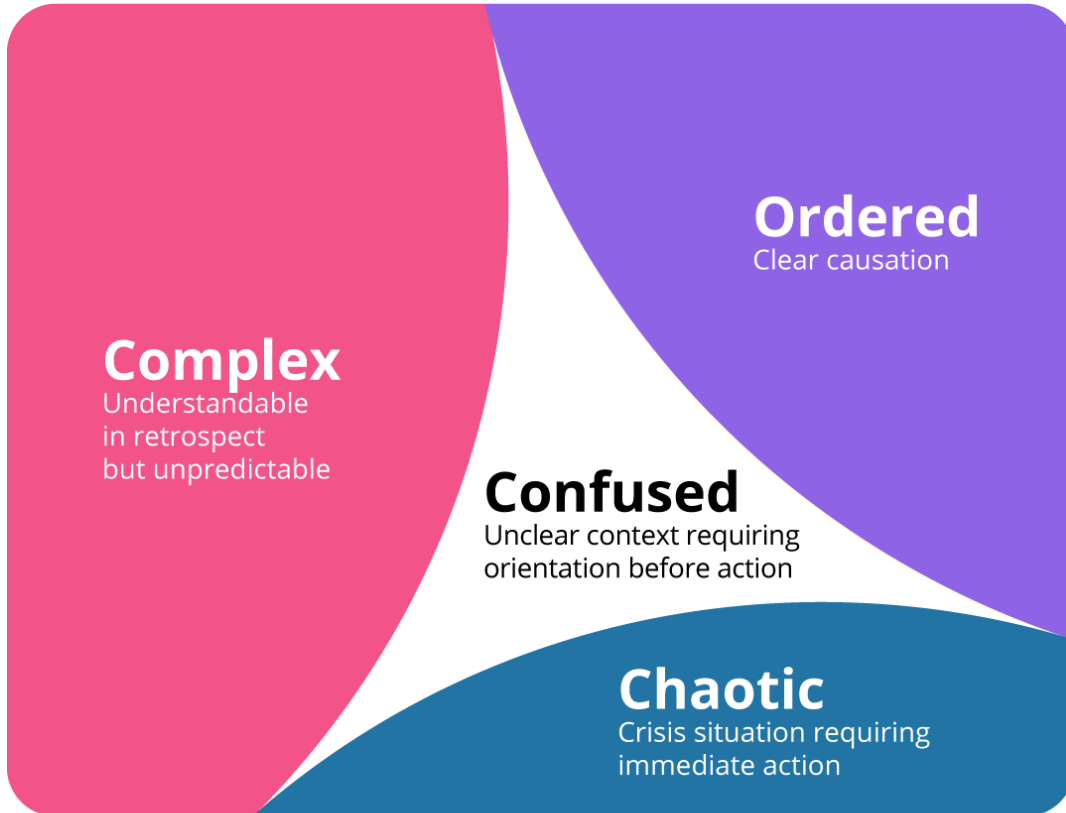 Ordered
Clear causation
Complex
Understandable
in retrospect
but unpredictable
Confused
Unclear context requiring
orientation before action
Chaotic
Crisis situation requiring
immediate action